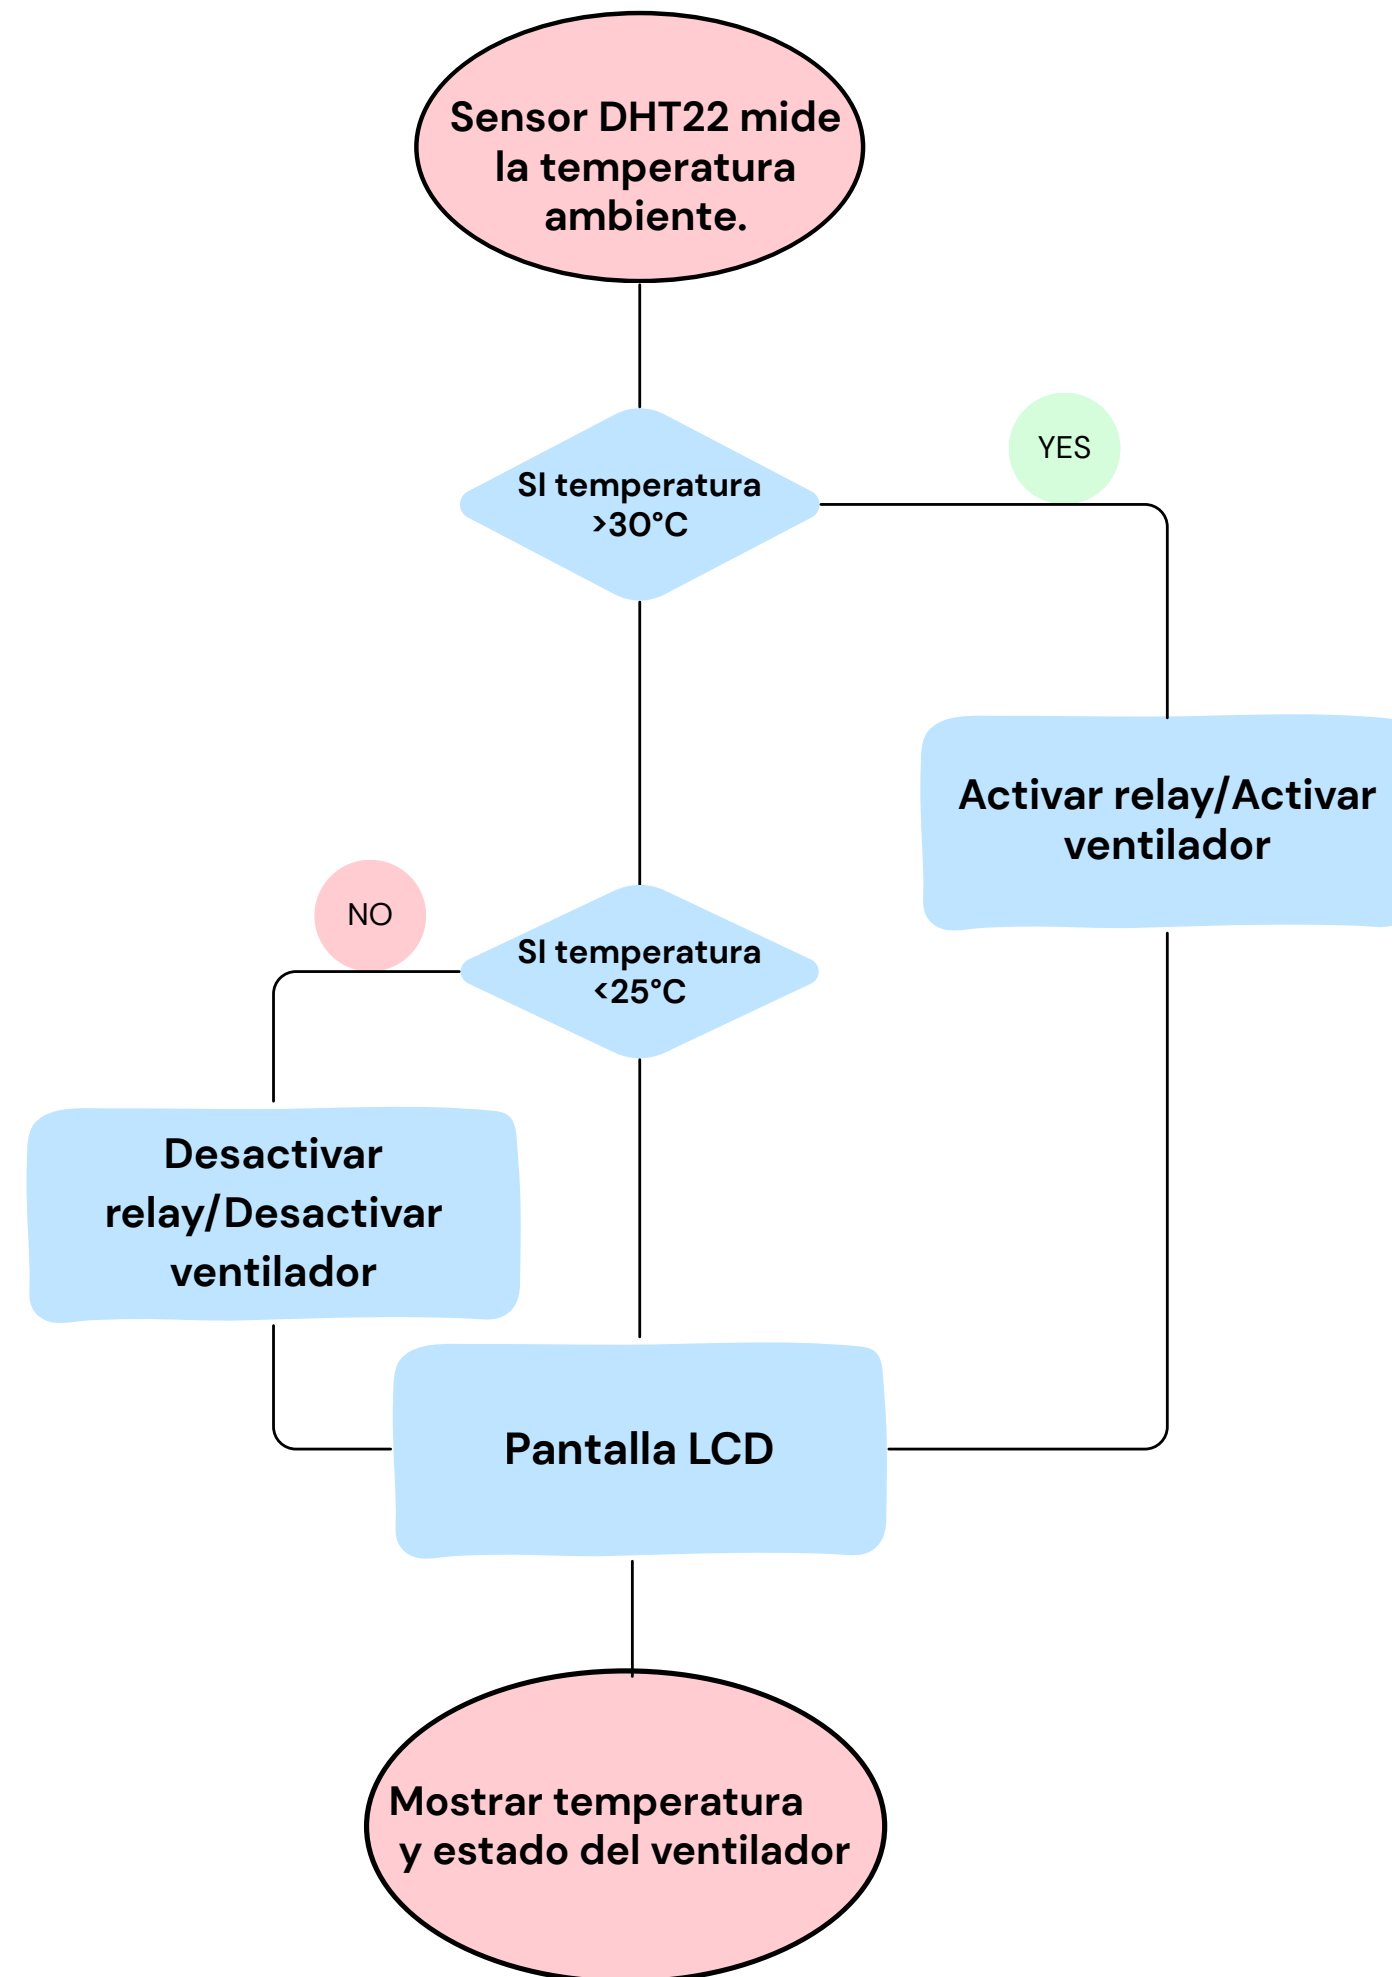 Sensor DHT22 mide
la temperatura
ambiente.
YES
SI temperatura
>30°C
Activar relay/Activar
ventilador
NO
SI temperatura
<25°C
Desactivar
relay/Desactivar
ventilador
Pantalla LCD
Mostrar temperatura
y estado del ventilador